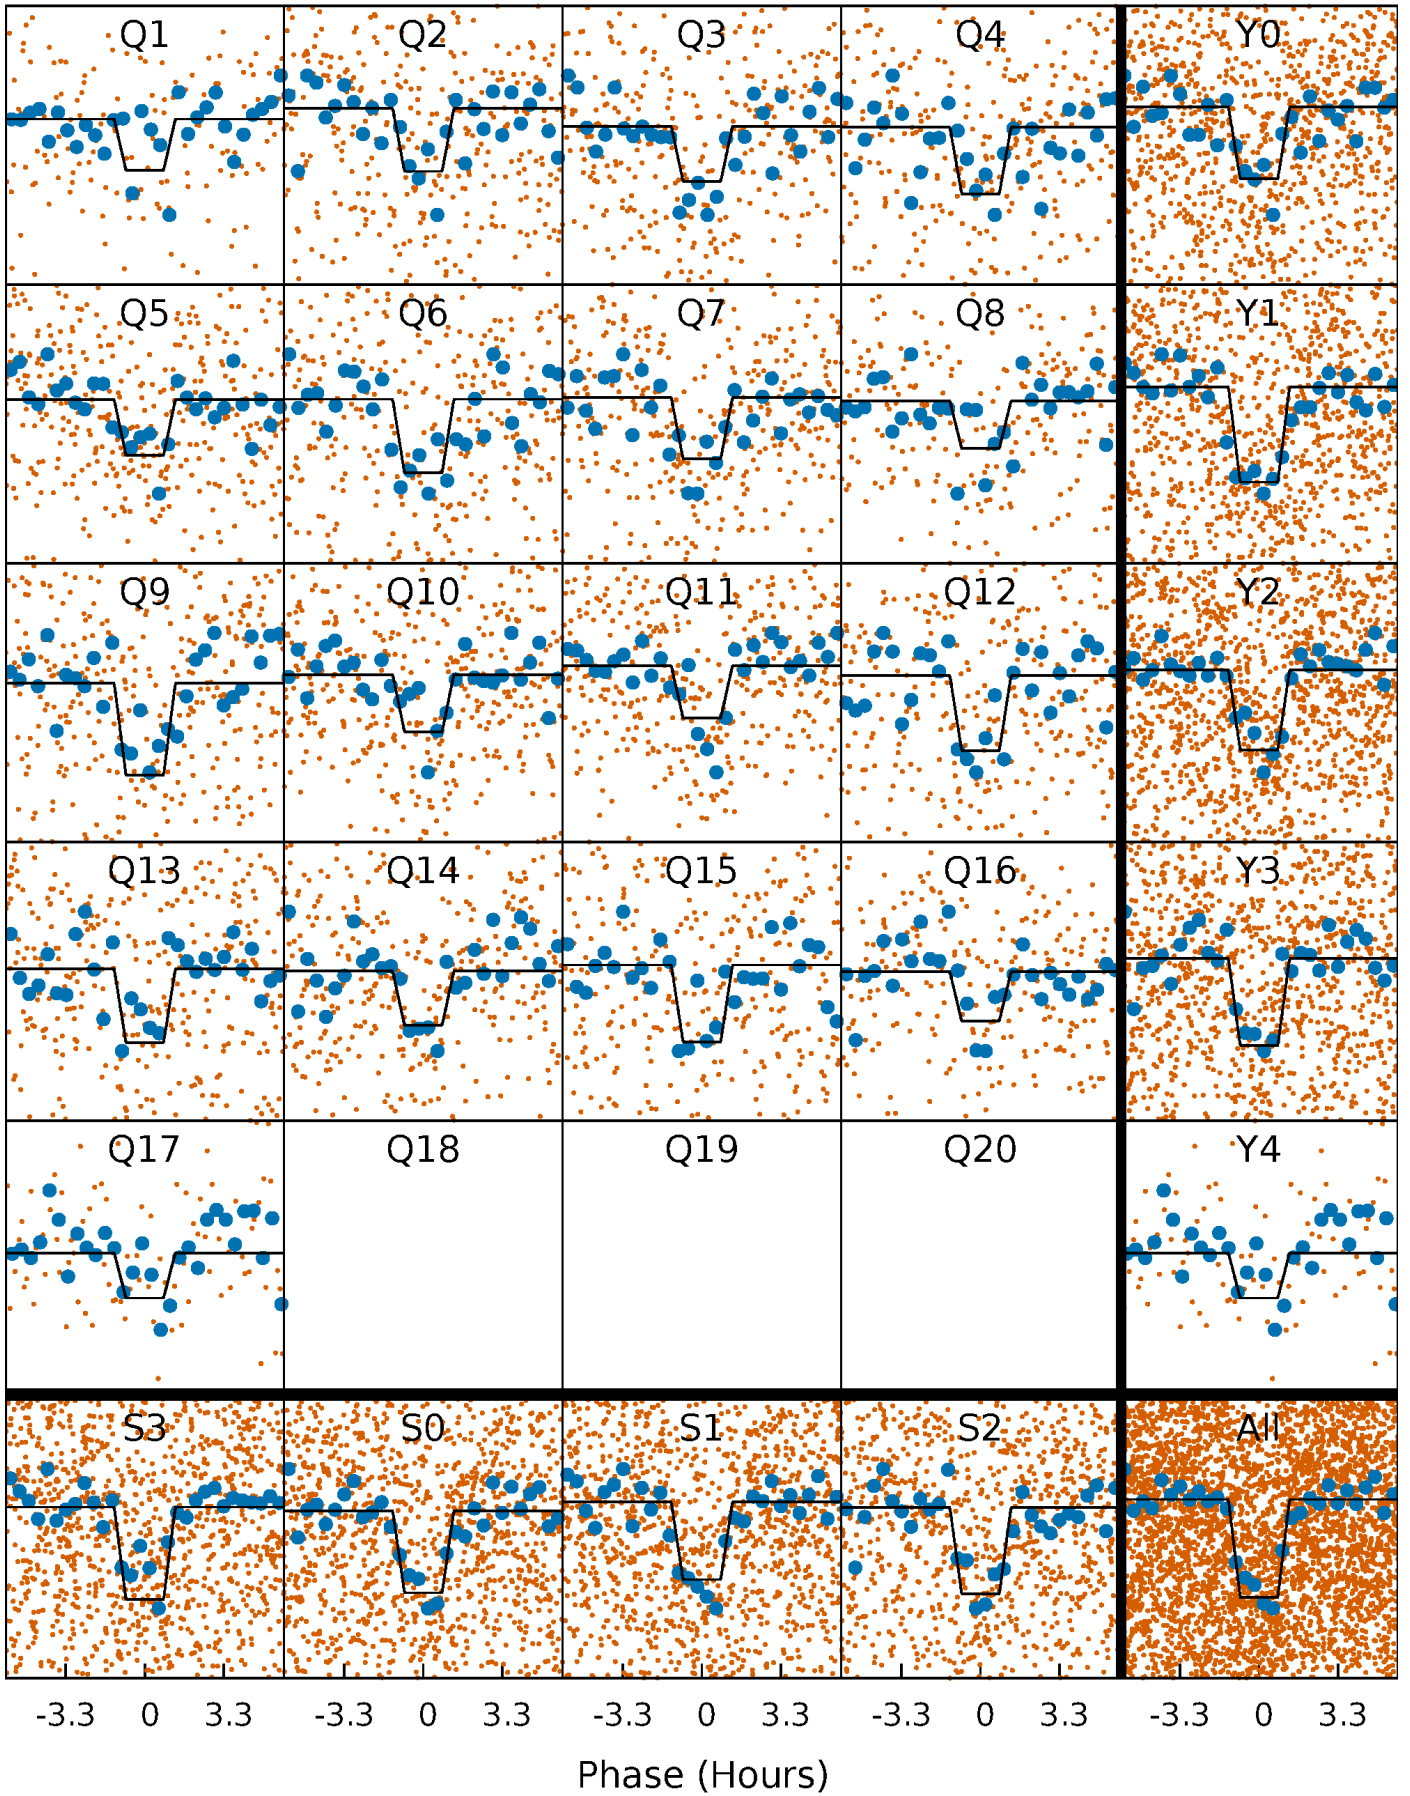 Q1 Q2 Q3 Q4 Y0
Q5 Q6 Q7 Q8 Y1
Q9 Q10 Q11 Q12 Y2
Q13 Q14 Q15 Q16 Y3
Q17 Q18 Q19 Q20 Y4
S3 S0 S1 S2 All
-3.3 0 3.3 -3.3 0 3.3 -3.3 0 3.3 -3.3 0 3.3 -3.3 0 3.3
Phase (Hours)